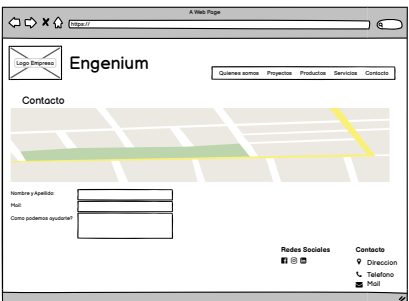 A Web Page
https://
Logo Empresa
Engenium
Quienes somos Proyectos Productos Servicios Contacto
Contacto
Nombre y Apellido:
Mail:
Como podemos ayudarte?
Redes Sociales
Contacto
Direccion
Telefono
Mail